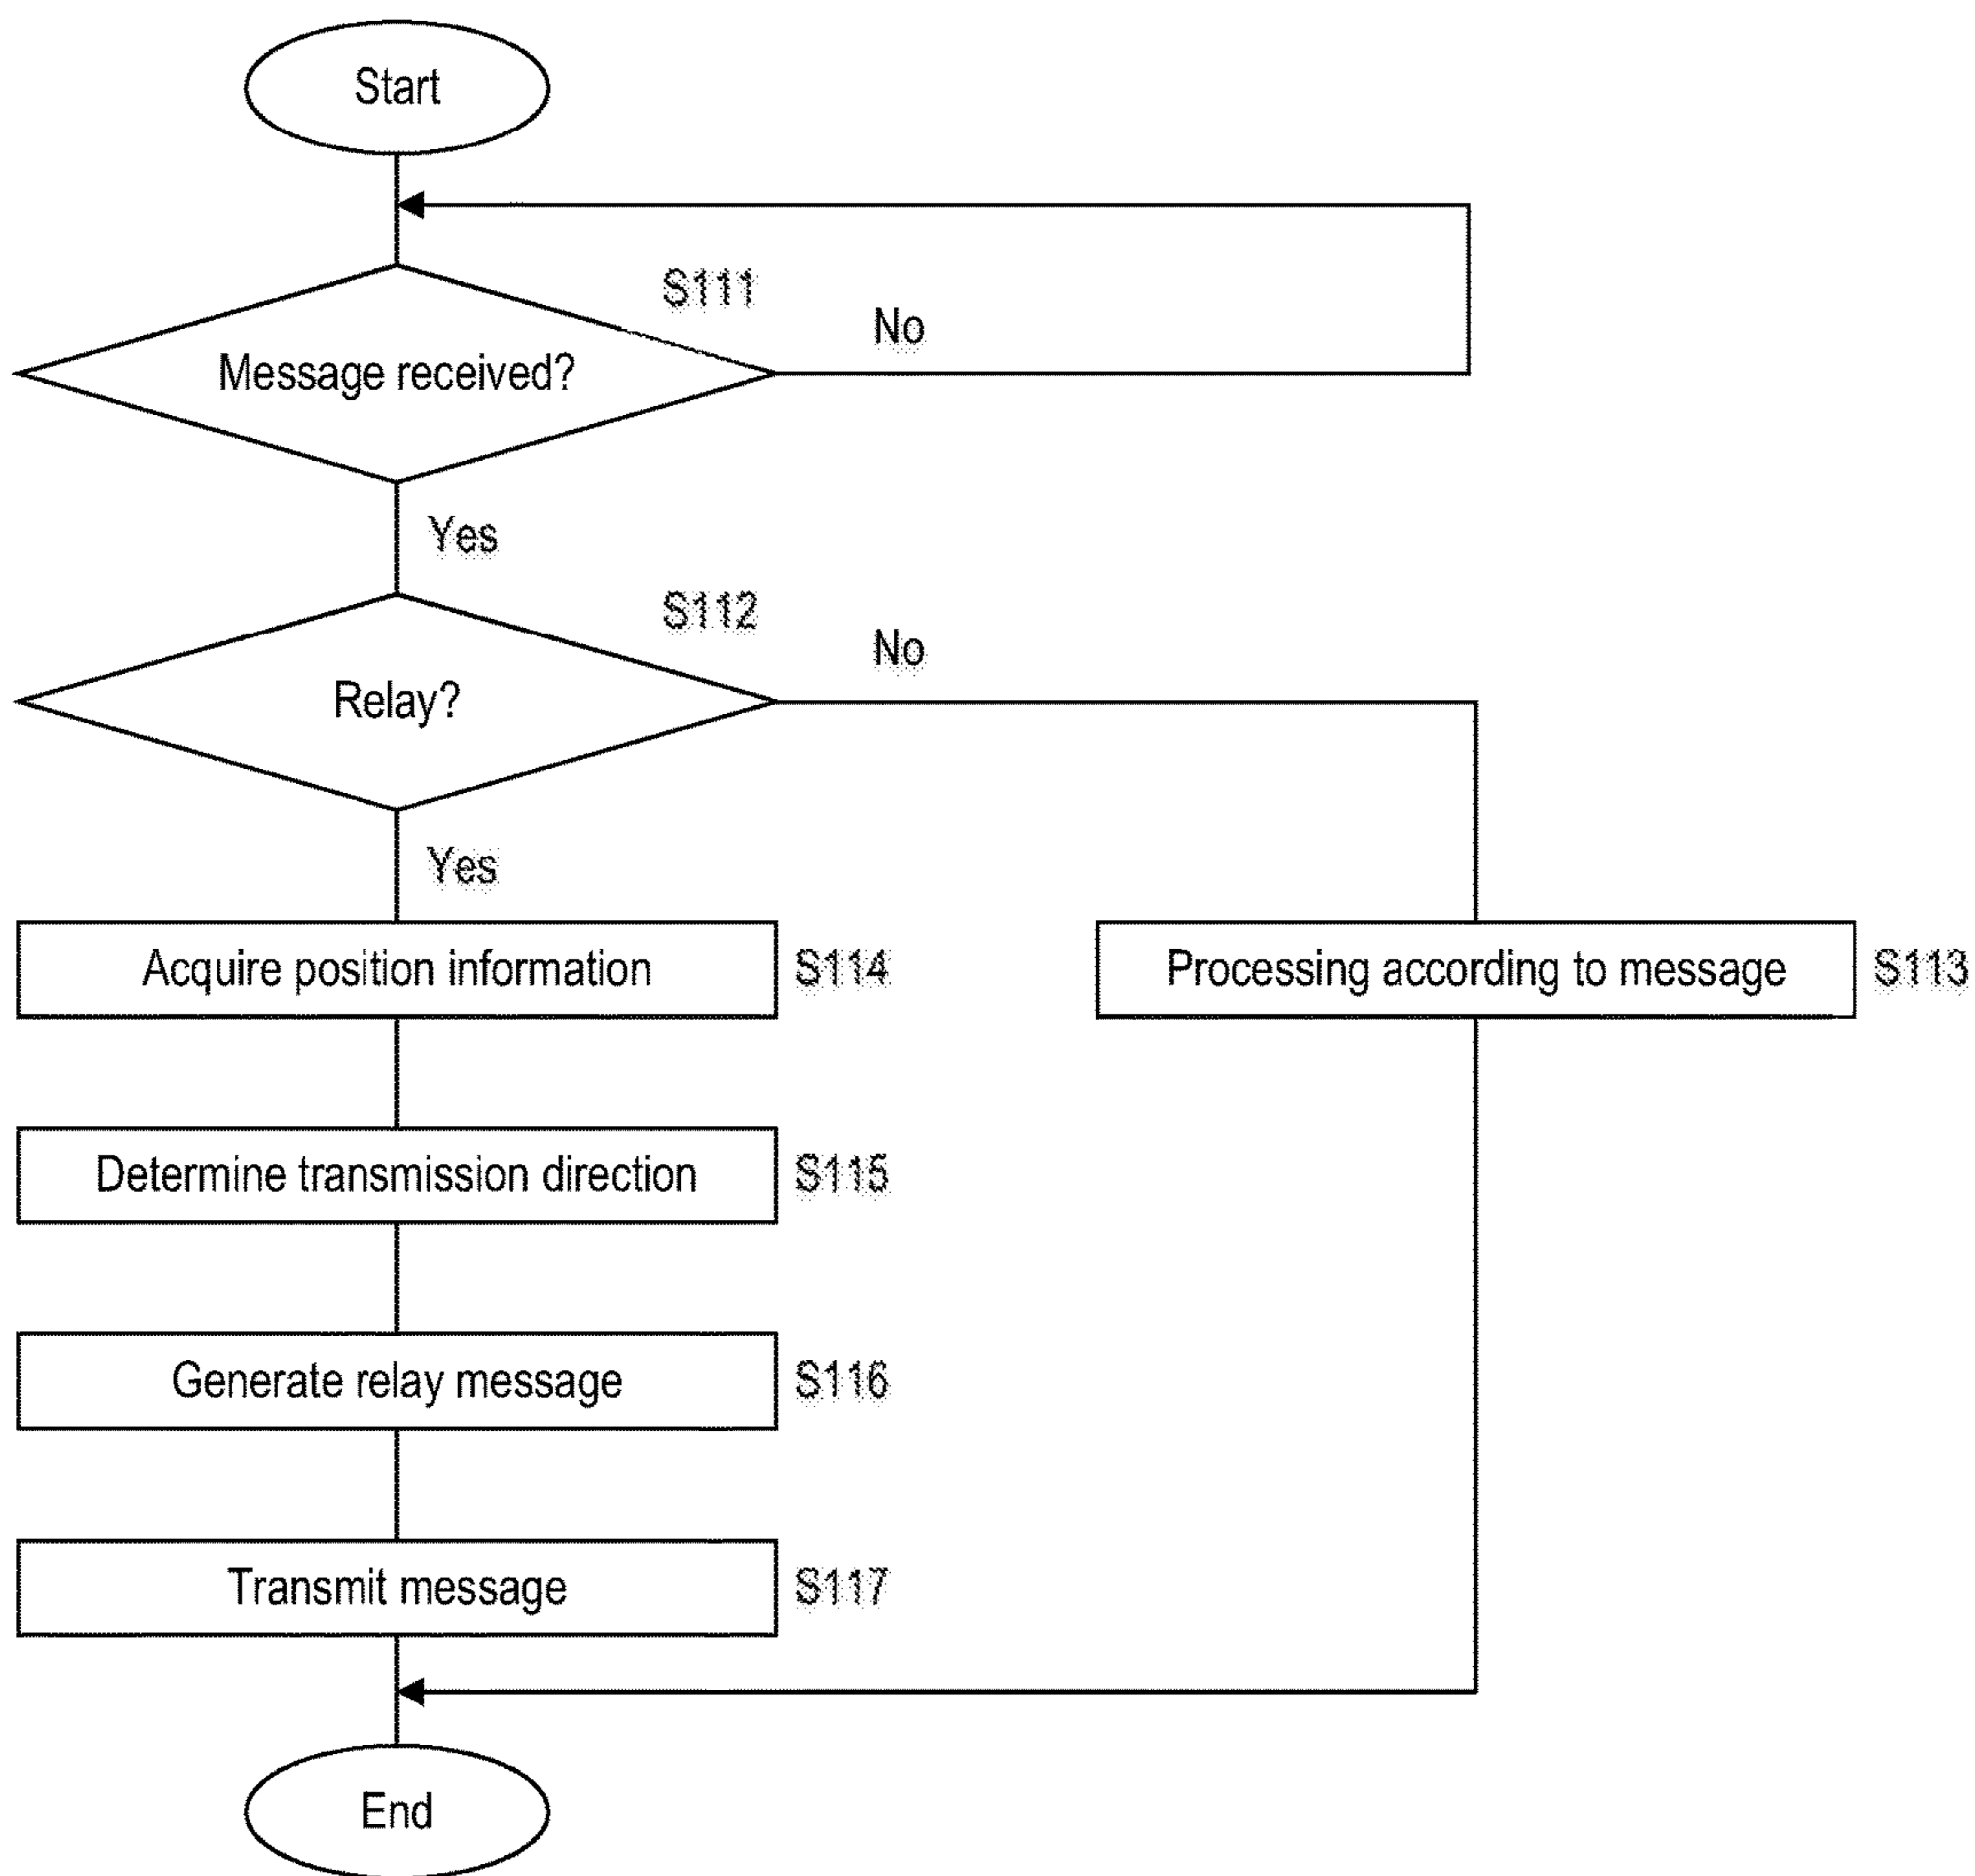 Start
S111
Message received?
No
Yes
S112
Relay?
No
Yes
Acquire position information
S114
Processing according to message
S113
Determine transmission direction
S115
Generate relay message
S116
Transmit message
S117
End